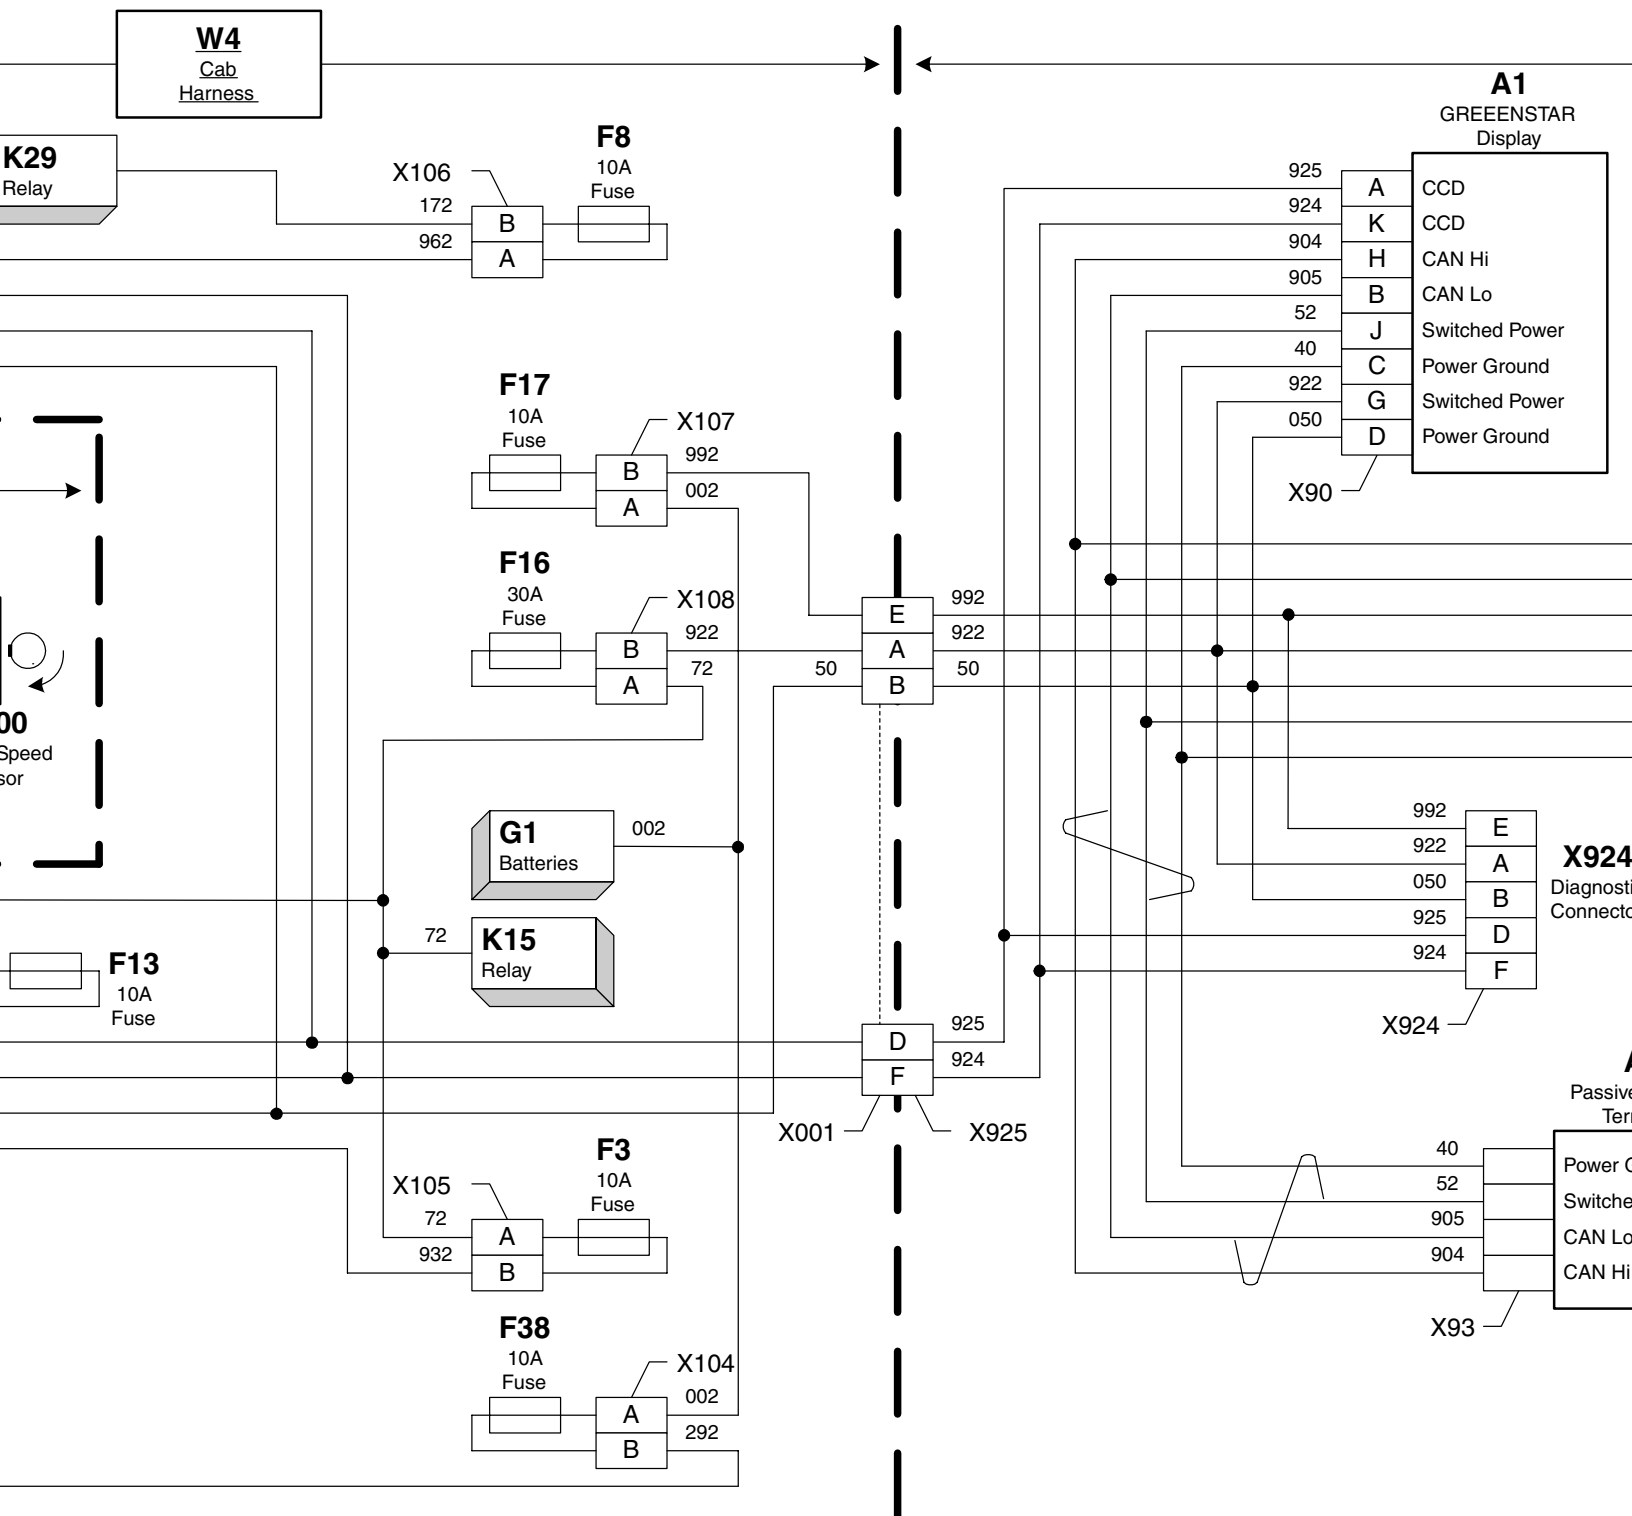 W4
Cab
Harness
K29
Relay
X106
172
962
B
A
F8
10A
Fuse
A1
GREEENSTAR
Display
925
A
CCD
924
K
CCD
904
H
CAN Hi
905
B
CAN Lo
52
J
Switched Power
40
C
Power Ground
922
G
Switched Power
050
D
Power Ground
X90
F17
10A
Fuse
X107
B
992
A
002
F16
30A
Fuse
X108
B
922
A
72
E
992
A
922
50
B
50
00
Speed
sor
G1
Batteries
002
72
K15
Relay
F13
10A
Fuse
992
E
922
A
050
B
925
D
924
F
X924
Diagnosti
Connecto
X924
D
925
F
924
X001
X925
F3
10A
Fuse
X105
72
A
932
B
Passive
Ter
40
Power
52
Switche
905
CAN Lo
904
CAN Hi
X93
F38
10A
Fuse
X104
A
002
B
292